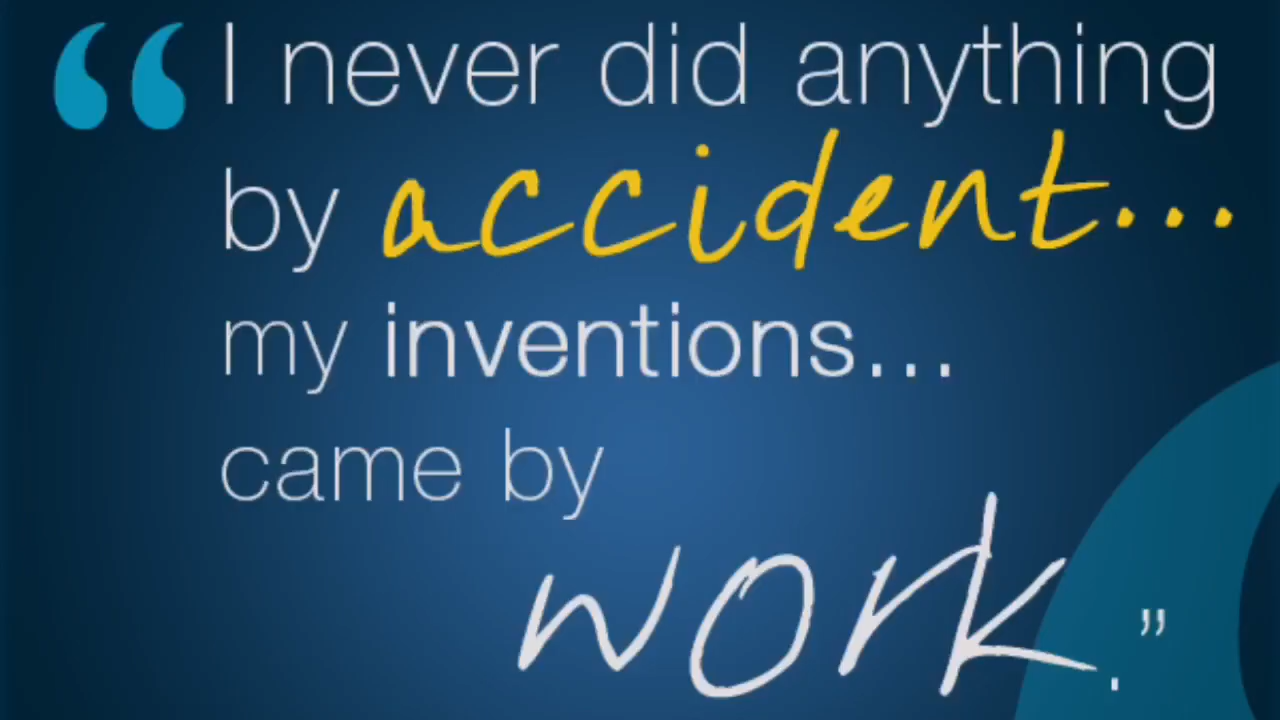 “I never did anything
by accident...
my inventions...
came by
work.”